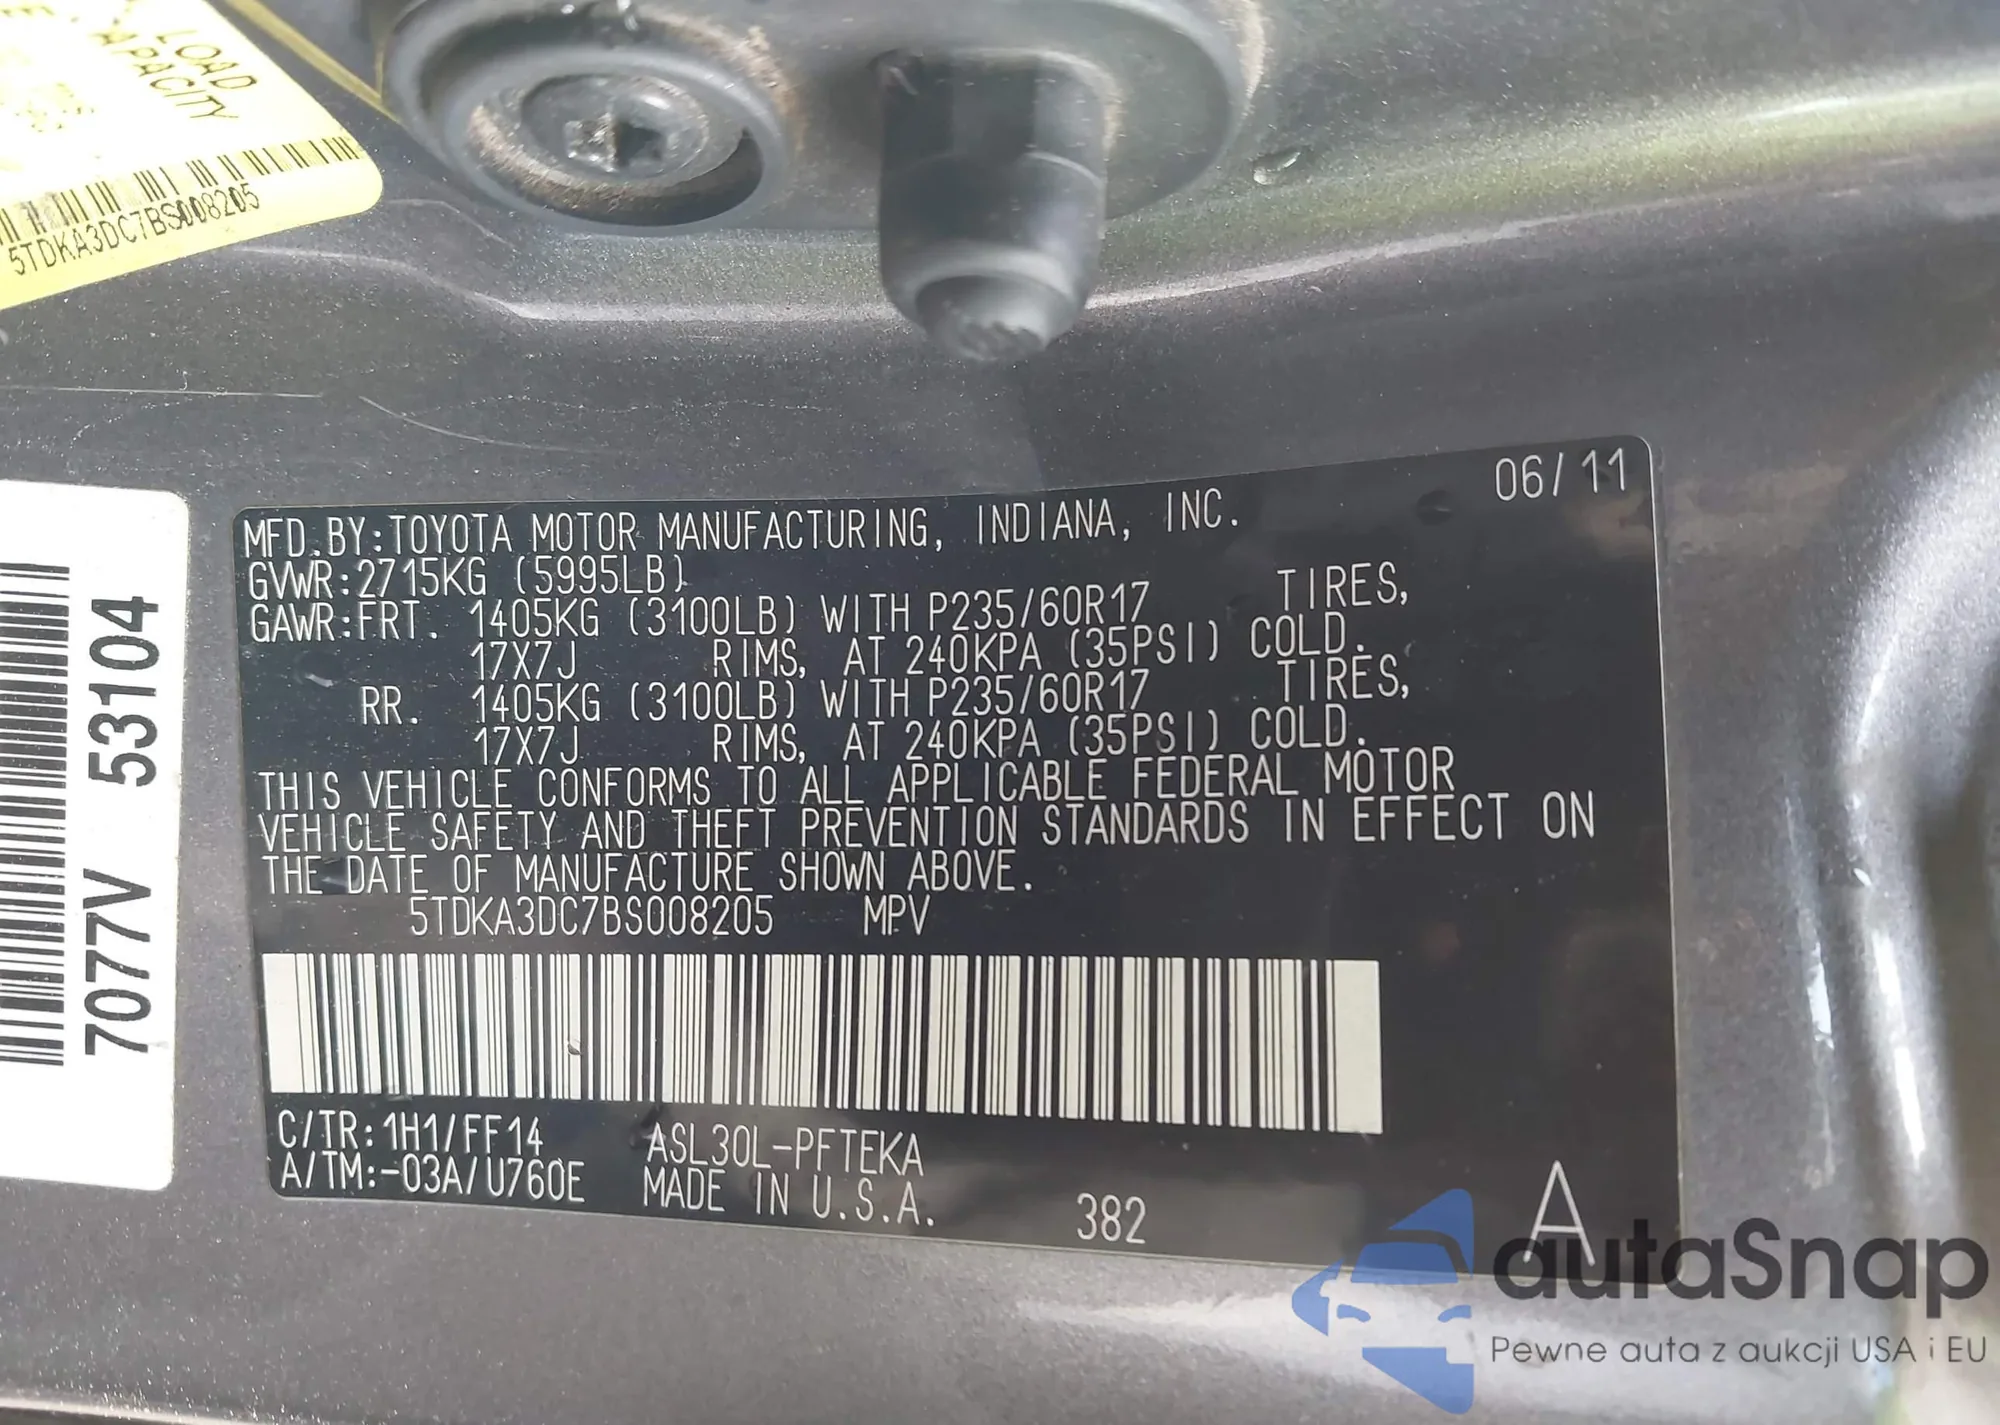 LOAD
CAPACITY
5TDKA3DC7BS008205
7077V 53104
06/11
MFD.BY:TOYOTA MOTOR MANUFACTURING, INDIANA, INC.
GVWR:2715KG (5995LB)
GAWR:FRT. 1405KG (3100LB) WITH P235/60R17 TIRES,
17X7J RIMS, AT 240KPA (35PSI) COLD.
RR. 1405KG (3100LB) WITH P235/60R17 TIRES,
17X7J RIMS, AT 240KPA (35PSI) COLD.
THIS VEHICLE CONFORMS TO ALL APPLICABLE FEDERAL MOTOR
VEHICLE SAFETY AND THEFT PREVENTION STANDARDS IN EFFECT ON
THE DATE OF MANUFACTURE SHOWN ABOVE.
5TDKA3DC7BS008205 MPV
C/TR:1H1/FF14 ASL30L-PFTEKA
A/TM:-03A/U760E MADE IN U.S.A. 382
A
autaSnap
Pewne auta z aukcji USA i EU